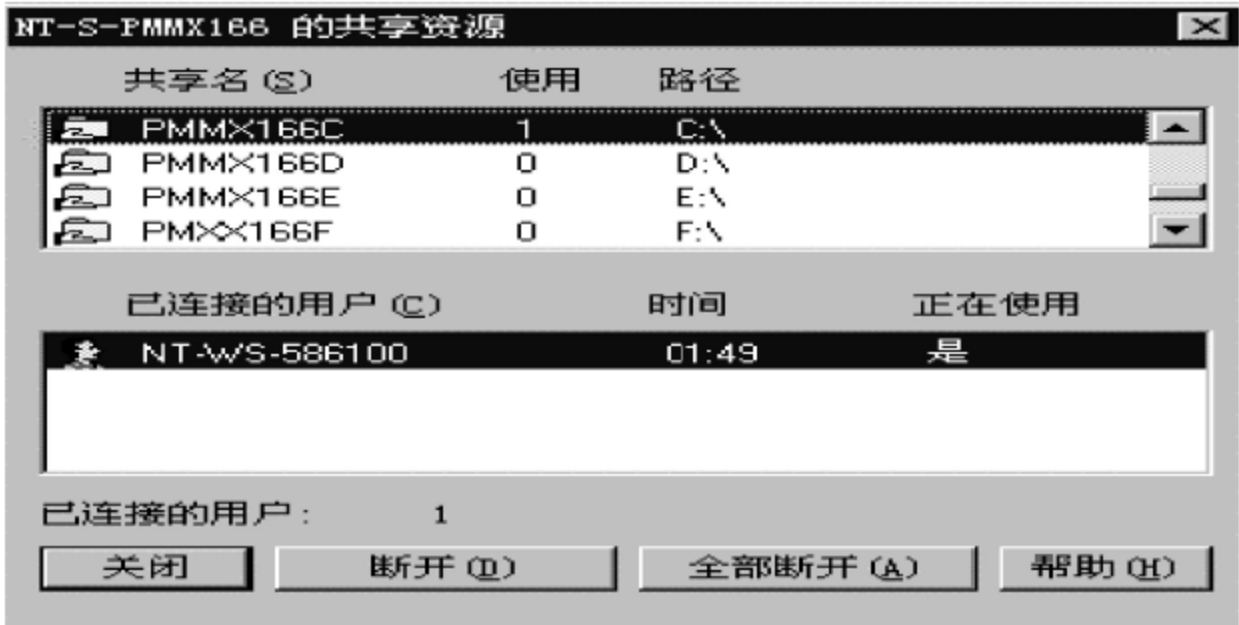 NT-S-PMMX166 的共享资源
共享名(S) 使用 路径
PMMX166C 1 C:\
PMMX166D 0 D:\
PMMX166E 0 E:\
PMXX166F 0 F:\
已连接的用户(C) 时间 正在使用
NT-WS-586100 01:49 是
已连接的用户: 1
关闭 断开(D) 全部断开(A) 帮助(H)